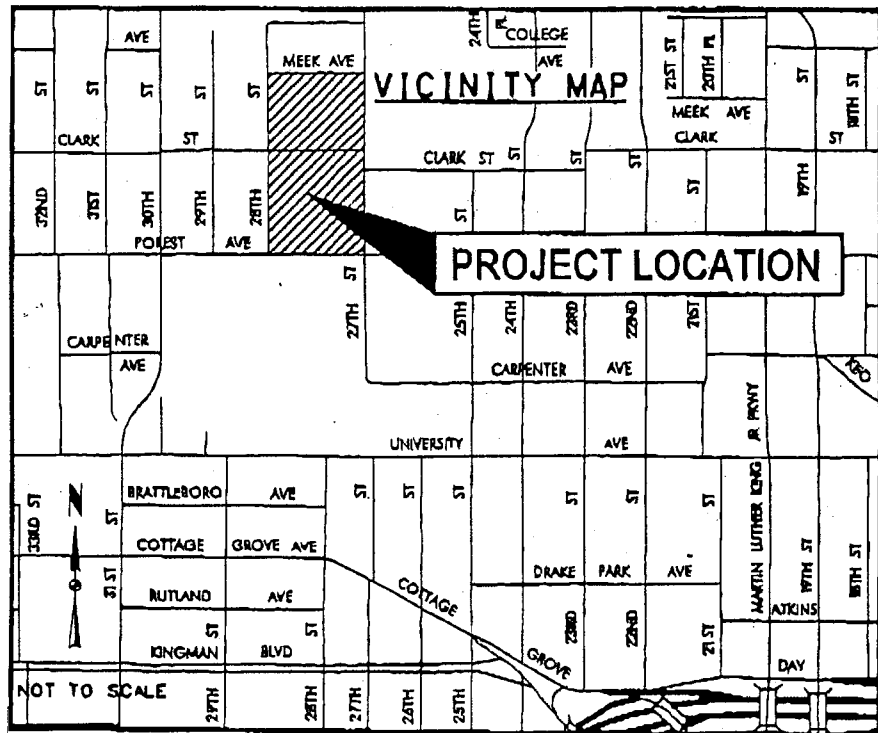 24TH PL
COLLEGE AVE
AVE
MEEK AVE
21ST ST
20TH PL
ST
ST
ST
ST
ST
VICINITY MAP
ST
18TH ST
MEEK AVE
CLARK ST
CLARK ST
CLARK ST
ST
ST
ST
32ND
31ST
30TH
29TH
28TH
ST
ST
19TH
FOREST AVE
PROJECT LOCATION
ST
27TH
25TH
24TH
23RD
22ND
21ST
CARPENTER AVE
CARPENTER AVE
KEO
UNIVERSITY AVE
MARTIN LUTHER KING JR PKWY
33RD ST
N
31 ST
ST
BRATTLEBORO AVE
ST
ST
ST
ST
ST
ST
COTTAGE GROVE AVE
19TH ST
18TH ST
COTTAGE GROVE
DRAKE PARK AVE
RUTLAND AVE
ATKINS
ST
ST
23RD
22ND
21 ST
KINGMAN BLVD
DAY
NOT TO SCALE
29TH
28TH
27TH
26TH
25TH